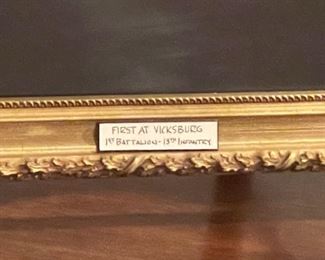 FIRST AT VICKSBURG
1ST BATTALION - 13TH INFANTRY